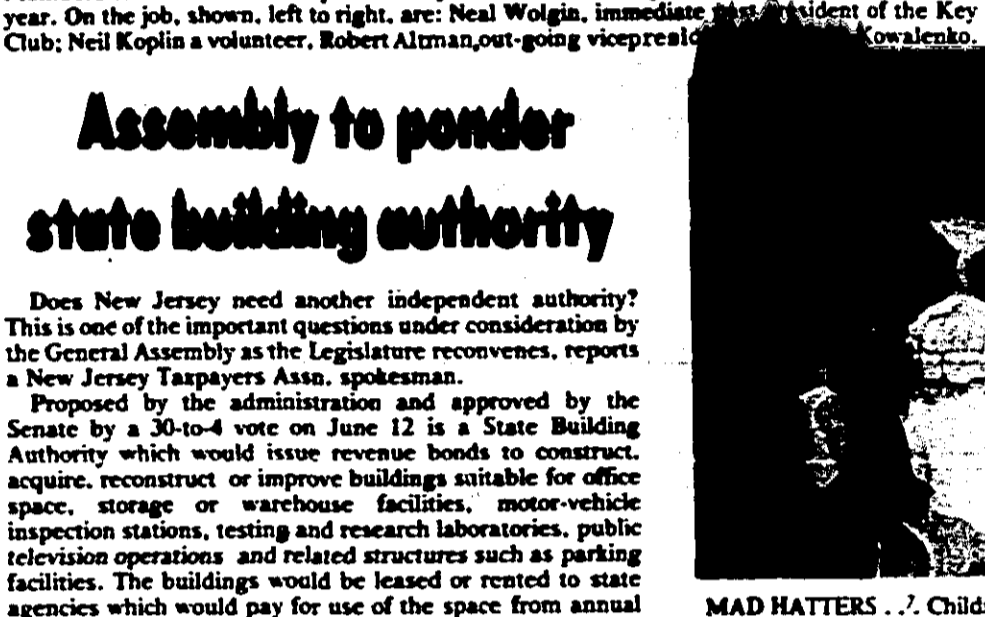 year. On the job, shown, left to right, are: Neal Wolgin, immediate past president of the Key
Club; Neil Koplin a volunteer, Robert Altman,out-going Kowalenko.
Assembly to ponder
state building authority
Does New Jersey need another independent authority?
This is one of the important questions under consideration by
the General Assembly as the Legislature reconvenes, reports
a New Jersey Taxpayers Assn. spokesman.
Proposed by the administration and approved by the
Senate by a 30-to-4 vote on June 12 is a State Building
Authority which would issue revenue bonds to construct,
acquire, reconstruct or improve buildings suitable for office
space, storage or warehouse facilities, motor-vehicle
inspection stations, testing and research laboratories, public
television operations and related structures such as parking
facilities. The buildings would be leased or rented to state
agencies which would pay for use of the space from annual
MAD HATTERS . .